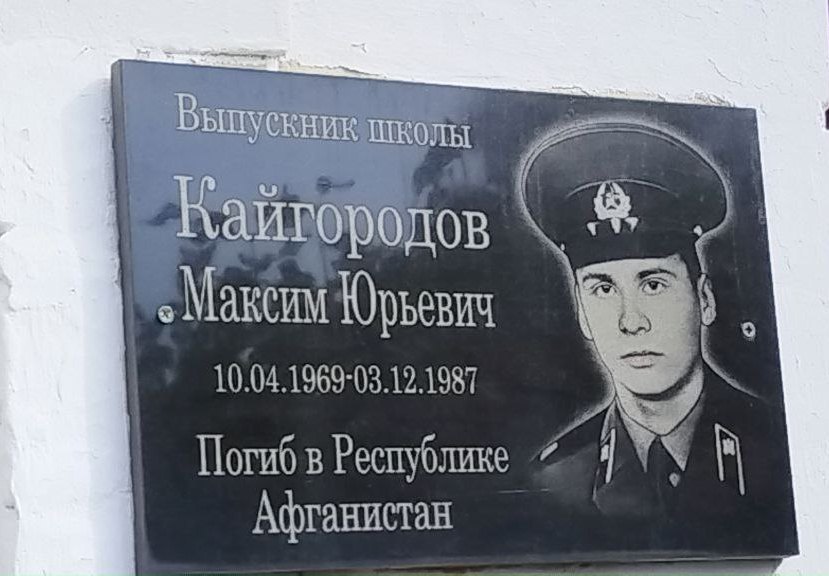 Выпускник школы
Кайгородов
Максим Юрьевич
10.04.1969-03.12.1987
Погиб в Республике
Афганистан